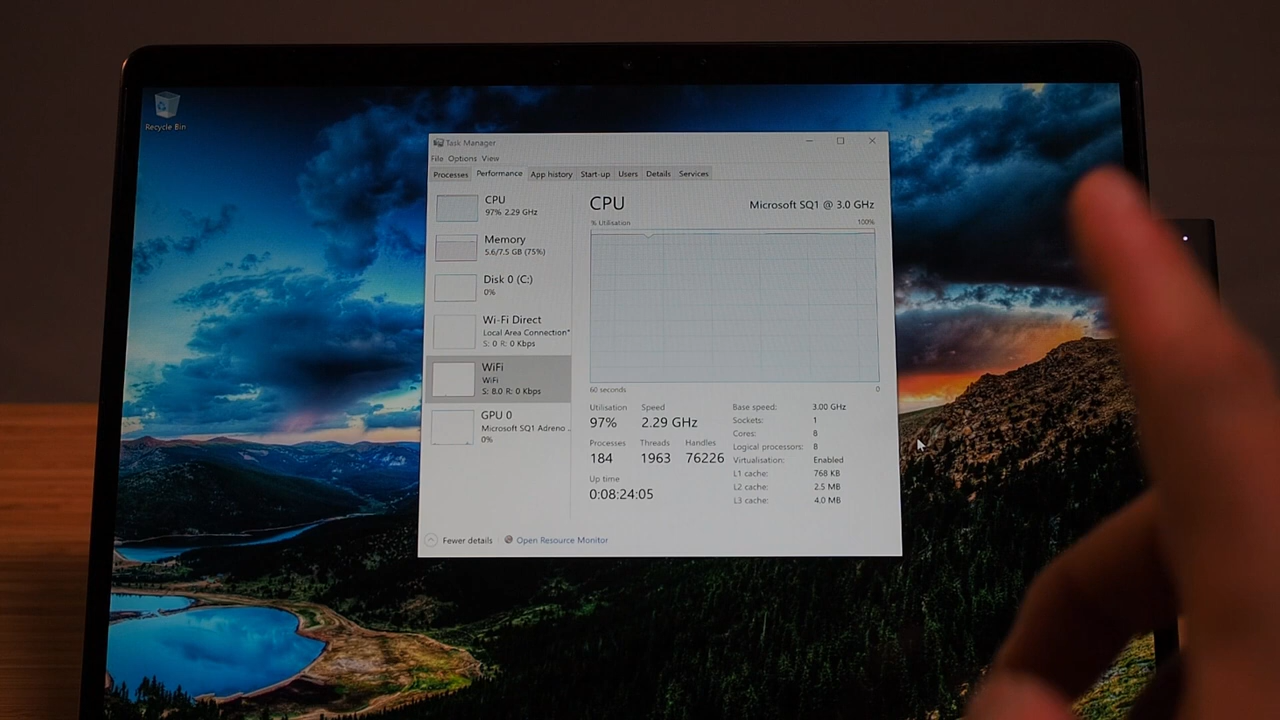 Recycle Bin
Task Manager
File Options View
Processes Performance App history Start-up Users Details Services
CPU
97% 2.29 GHz
Memory
5.6/7.5 GB (75%)
Disk 0 (C:)
0%
Wi-Fi Direct
Local Area Connection*
S: 0 R: 0 Kbps
WiFi
WiFi
S: 8.0 R: 0 Kbps
GPU 0
Microsoft SQ1 Adreno ...
0%
CPU Microsoft SQ1 @ 3.0 GHz
% Utilisation 100%
60 seconds 0
Utilisation Speed
97% 2.29 GHz
Processes Threads Handles
184 1963 76226
Up time
0:08:24:05
Base speed: 3.00 GHz
Sockets: 1
Cores: 8
Logical processors: 8
Virtualisation: Enabled
L1 cache: 768 KB
L2 cache: 2.5 MB
L3 cache: 4.0 MB
Fewer details Open Resource Monitor